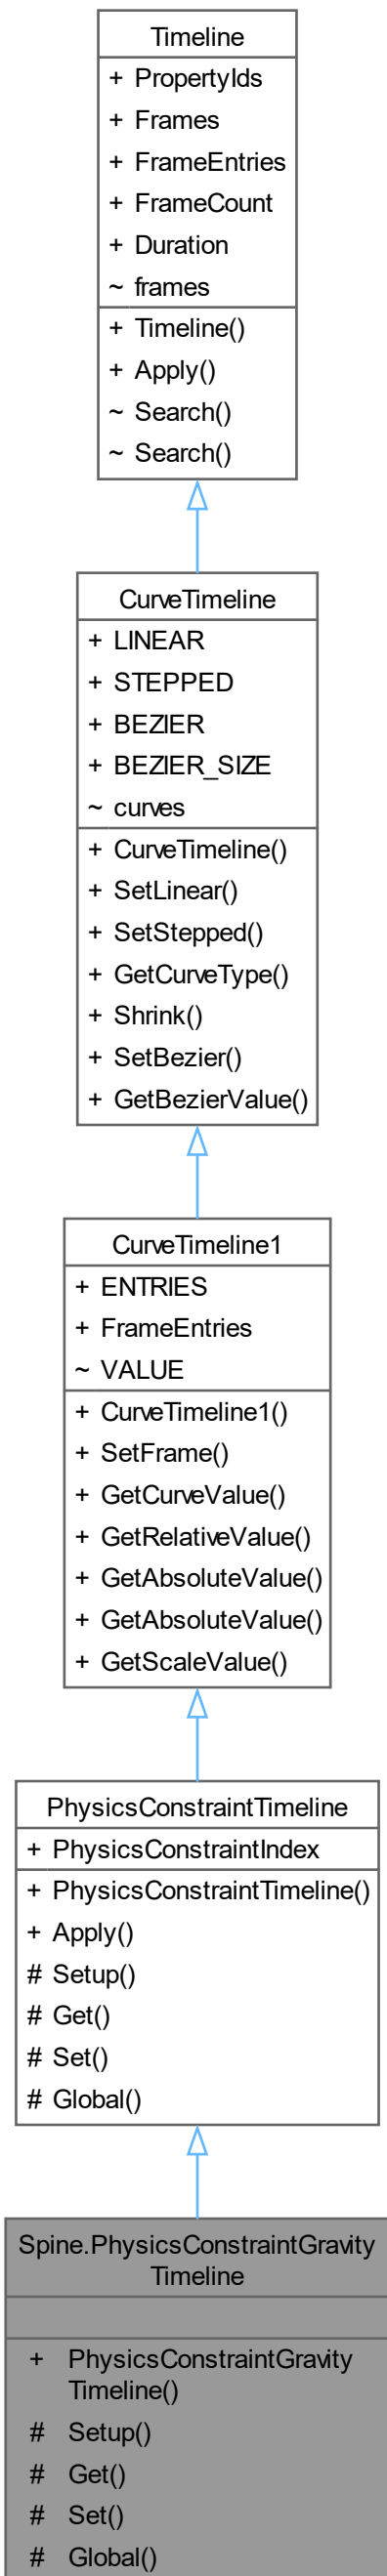 Timeline
+ PropertyIds
+ Frames
+ FrameEntries
+ FrameCount
+ Duration
~ frames
+ Timeline()
+ Apply()
~ Search()
~ Search()
CurveTimeline
+ LINEAR
+ STEPPED
+ BEZIER
+ BEZIER_SIZE
~ curves
+ CurveTimeline()
+ SetLinear()
+ SetStepped()
+ GetCurveType()
+ Shrink()
+ SetBezier()
+ GetBezierValue()
CurveTimeline1
+ ENTRIES
+ FrameEntries
~ VALUE
+ CurveTimeline1()
+ SetFrame()
+ GetCurveValue()
+ GetRelativeValue()
+ GetAbsoluteValue()
+ GetAbsoluteValue()
+ GetScaleValue()
PhysicsConstraintTimeline
+ PhysicsConstraintIndex
+ PhysicsConstraintTimeline()
+ Apply()
# Setup()
# Get()
# Set()
# Global()
Spine.PhysicsConstraintGravity
Timeline
+ PhysicsConstraintGravity
Timeline()
# Setup()
# Get()
# Set()
# Global()